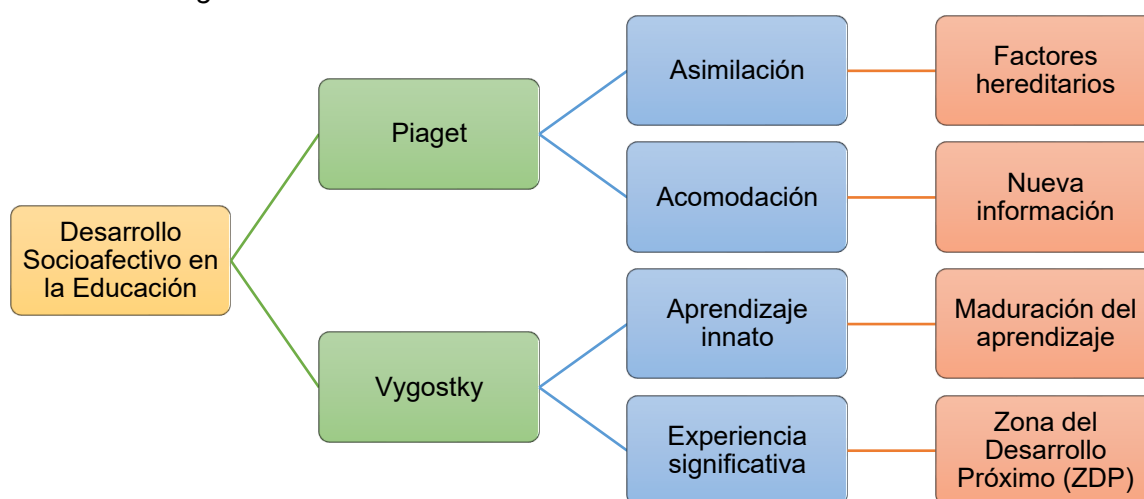 Desarrollo
Socioafectivo en
la Educación
Piaget
Asimilación
Factores
hereditarios
Acomodación
Nueva
información
Vygostky
Aprendizaje
innato
Maduración del
aprendizaje
Experiencia
significativa
Zona del
Desarrollo
Próximo (ZDP)